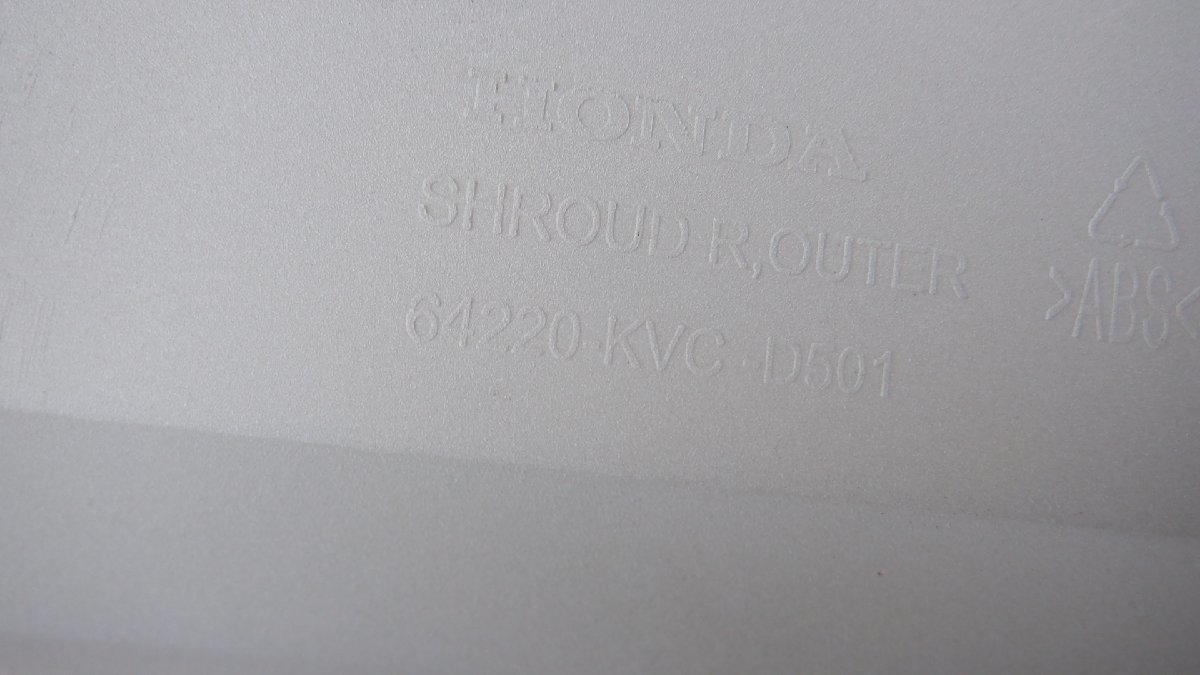 HONDA
SHROUD R,OUTER
64220-KVC-D501
>ABS<